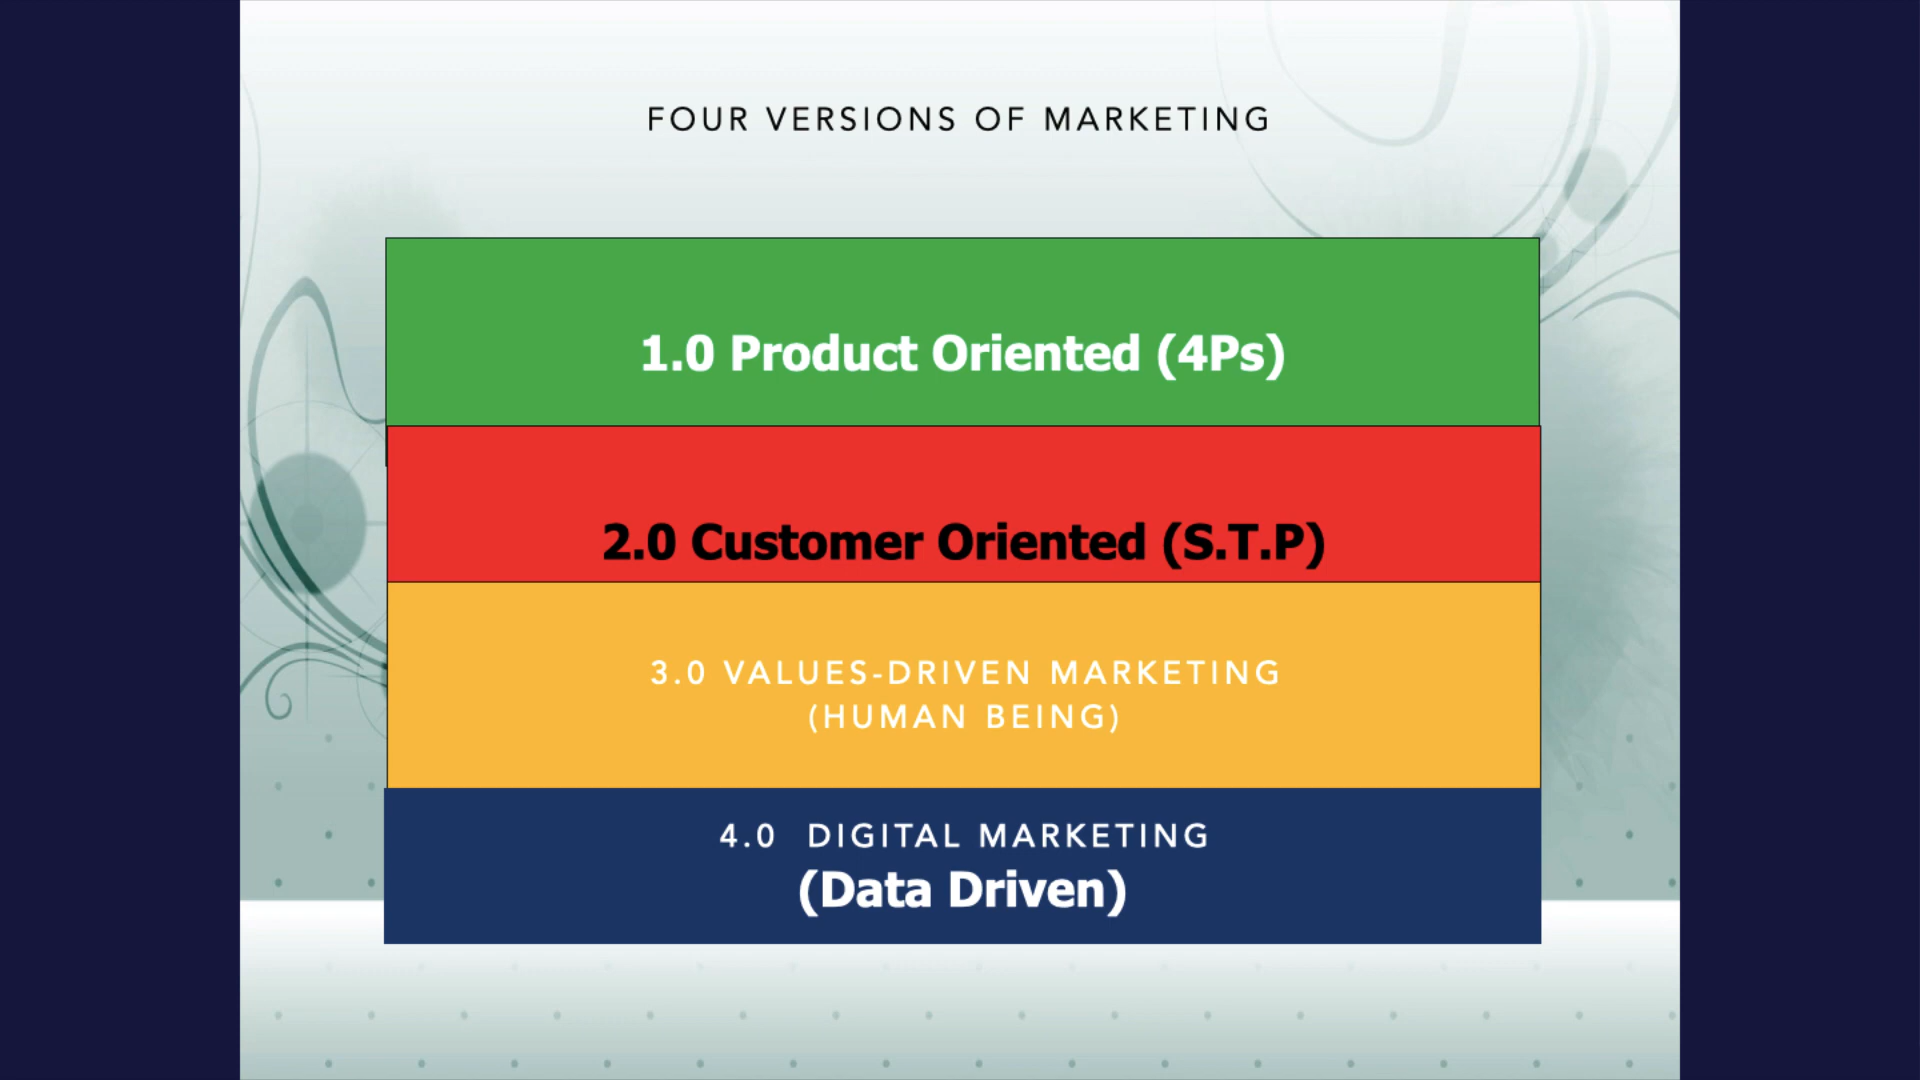 FOUR VERSIONS OF MARKETING
1.0 Product Oriented (4Ps)
2.0 Customer Oriented (S.T.P)
3.0 VALUES-DRIVEN MARKETING
(HUMAN BEING)
4.0 DIGITAL MARKETING
(Data Driven)